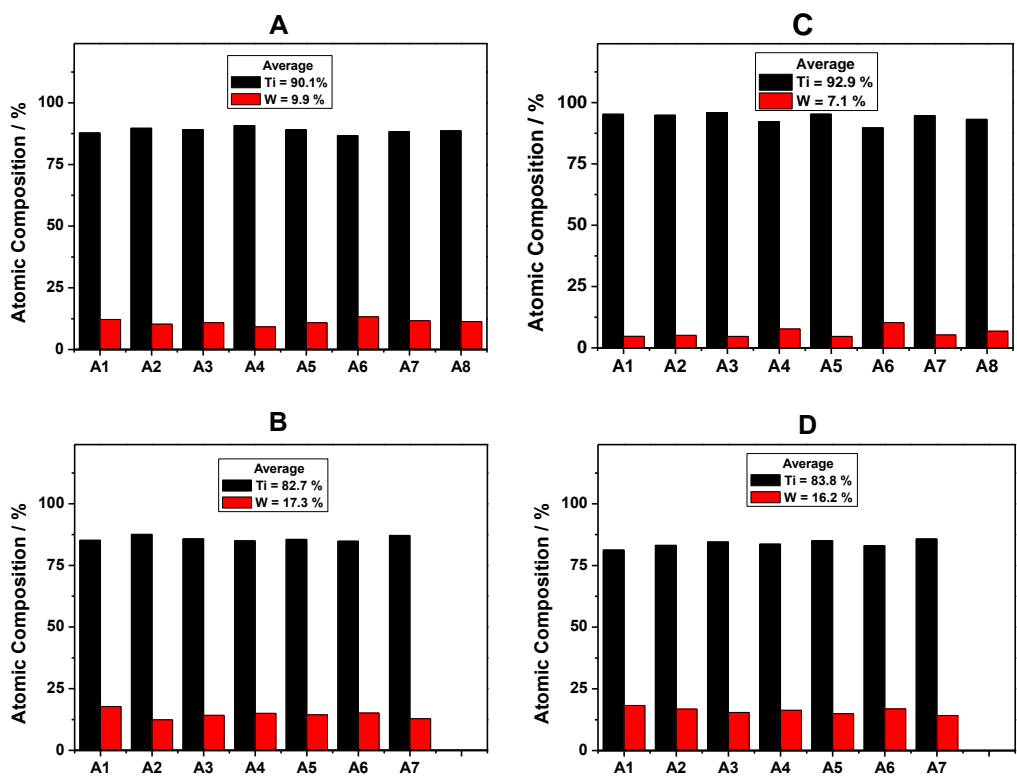 A
Average
Ti = 90.1%
W = 9.9 %
Atomic Composition / %
100
75
50
25
0
A1 A2 A3 A4 A5 A6 A7 A8
C
Average
Ti = 92.9 %
W = 7.1 %
Atomic Composition / %
100
75
50
25
0
A1 A2 A3 A4 A5 A6 A7 A8
B
Average
Ti = 82.7 %
W = 17.3 %
Atomic Composition / %
100
75
50
25
0
A1 A2 A3 A4 A5 A6 A7
D
Average
Ti = 83.8 %
W = 16.2 %
Atomic Composition / %
100
75
50
25
0
A1 A2 A3 A4 A5 A6 A7